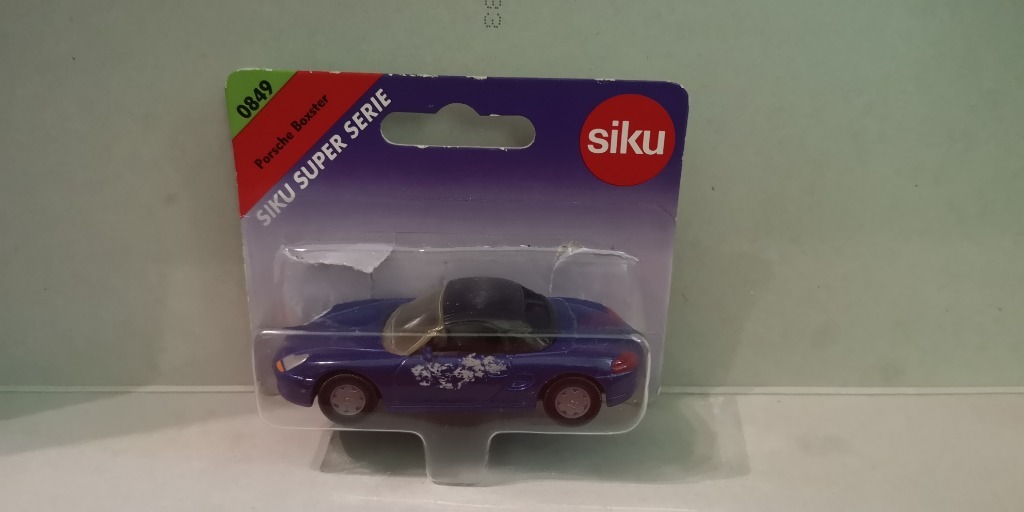 0849
Porsche Boxster
SIKU SUPER SERIE
siku